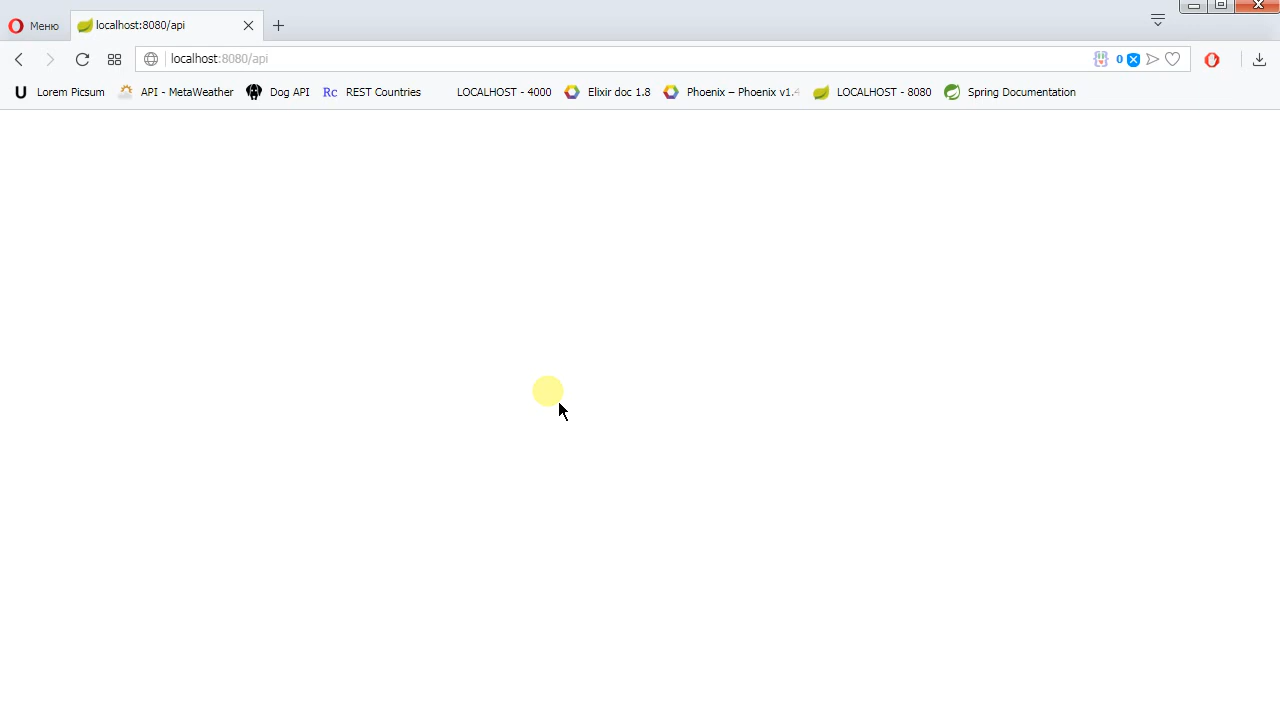 Меню localhost:8080/api
localhost:8080/api 0
U Lorem Picsum API - MetaWeather Dog API Rc REST Countries LOCALHOST - 4000 Elixir doc 1.8 Phoenix – Phoenix v1.4 LOCALHOST - 8080 Spring Documentation